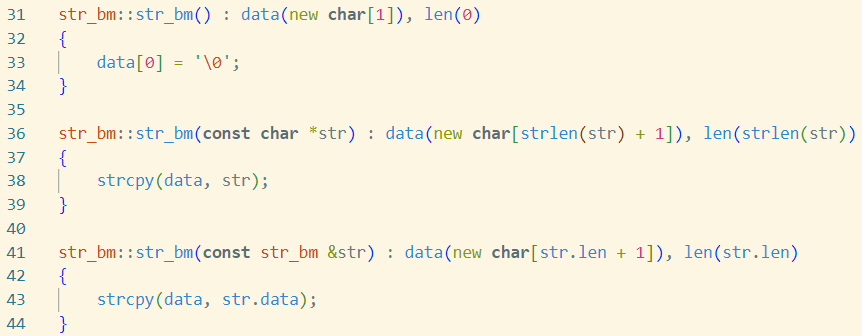 31 str_bm::str_bm() : data(new char[1]), len(0)
32 {
33     data[0] = '\0';
34 }
35
36 str_bm::str_bm(const char *str) : data(new char[strlen(str) + 1]), len(strlen(str))
37 {
38     strcpy(data, str);
39 }
40
41 str_bm::str_bm(const str_bm &str) : data(new char[str.len + 1]), len(str.len)
42 {
43     strcpy(data, str.data);
44 }